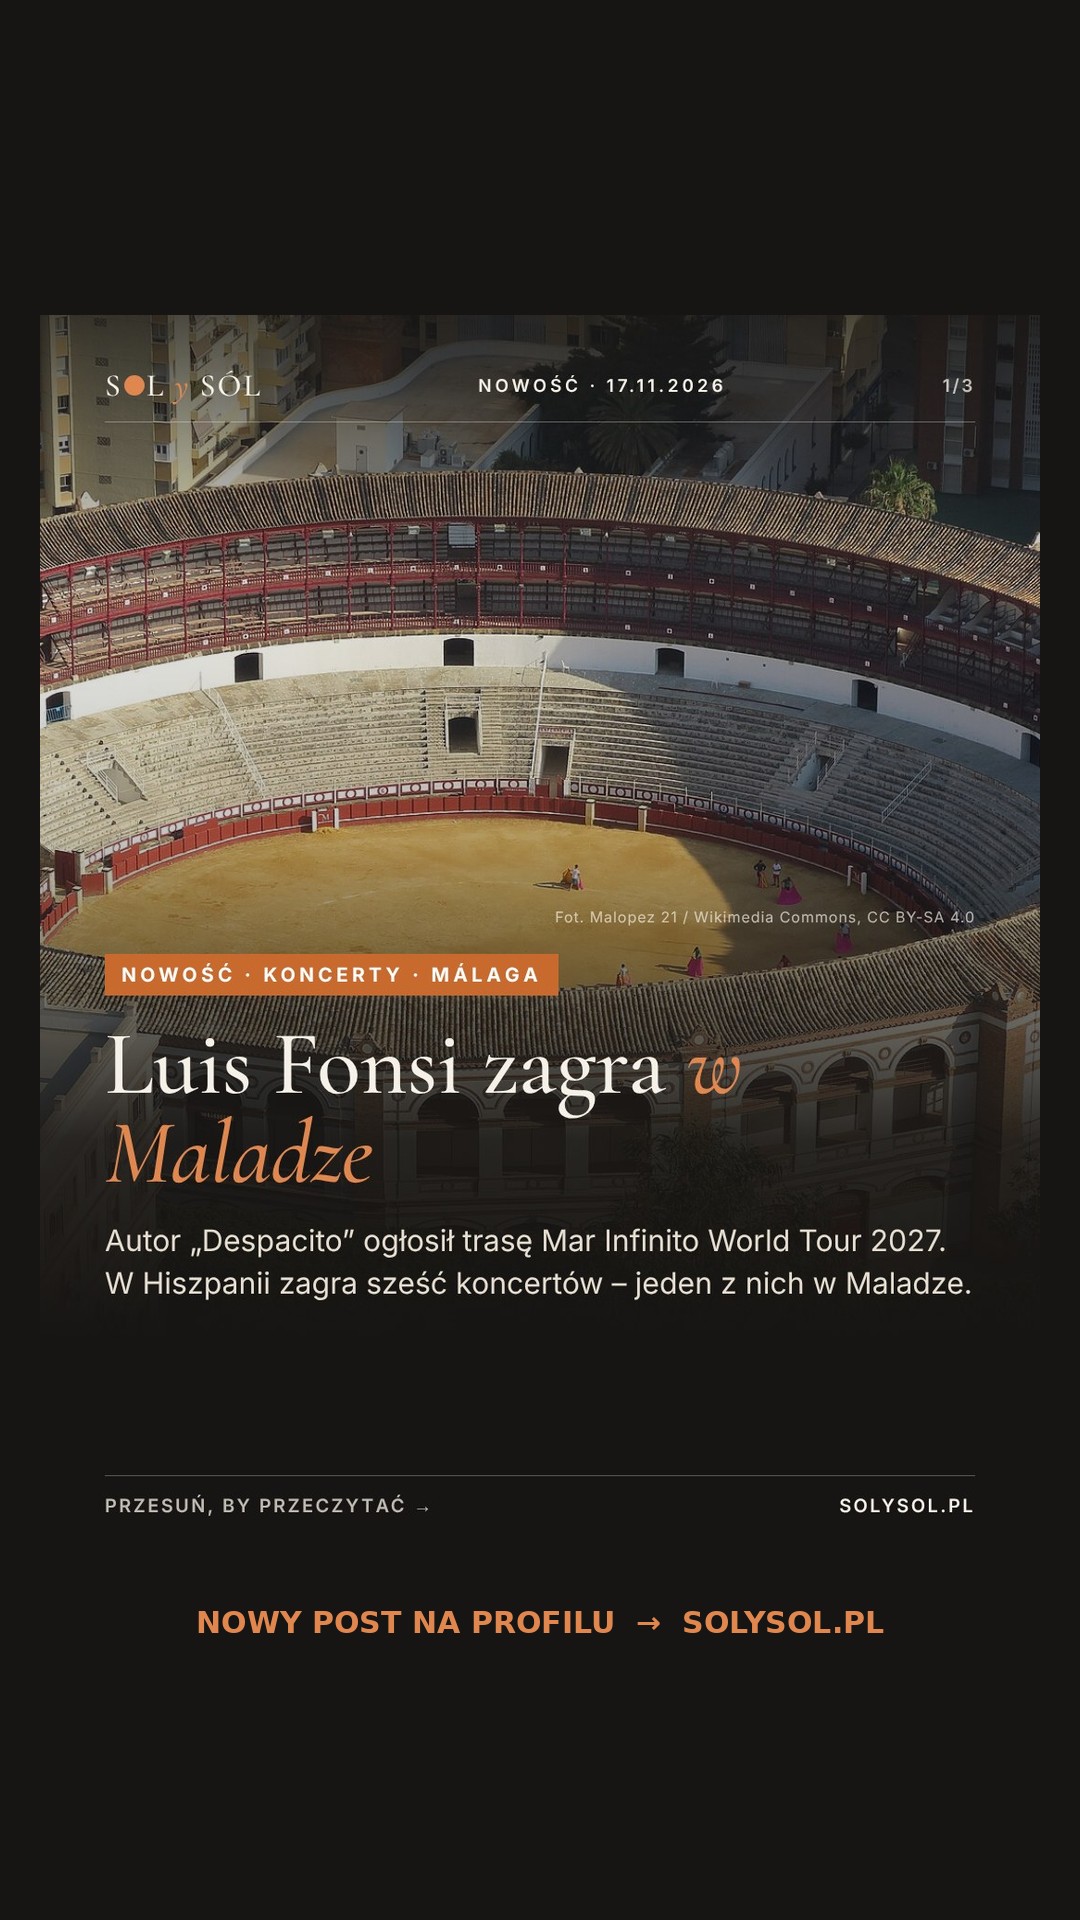 SOL y SÓL
NOWOŚĆ · 17.11.2026
1/3
Fot. Malopez 21 / Wikimedia Commons, CC BY-SA 4.0
NOWOŚĆ · KONCERTY · MÁLAGA
Luis Fonsi zagra w
Maladze
Autor „Despacito” ogłosił trasę Mar Infinito World Tour 2027.
W Hiszpanii zagra sześć koncertów – jeden z nich w Maladze.
PRZESUŃ, BY PRZECZYTAĆ →
SOLYSOL.PL
NOWY POST NA PROFILU → SOLYSOL.PL